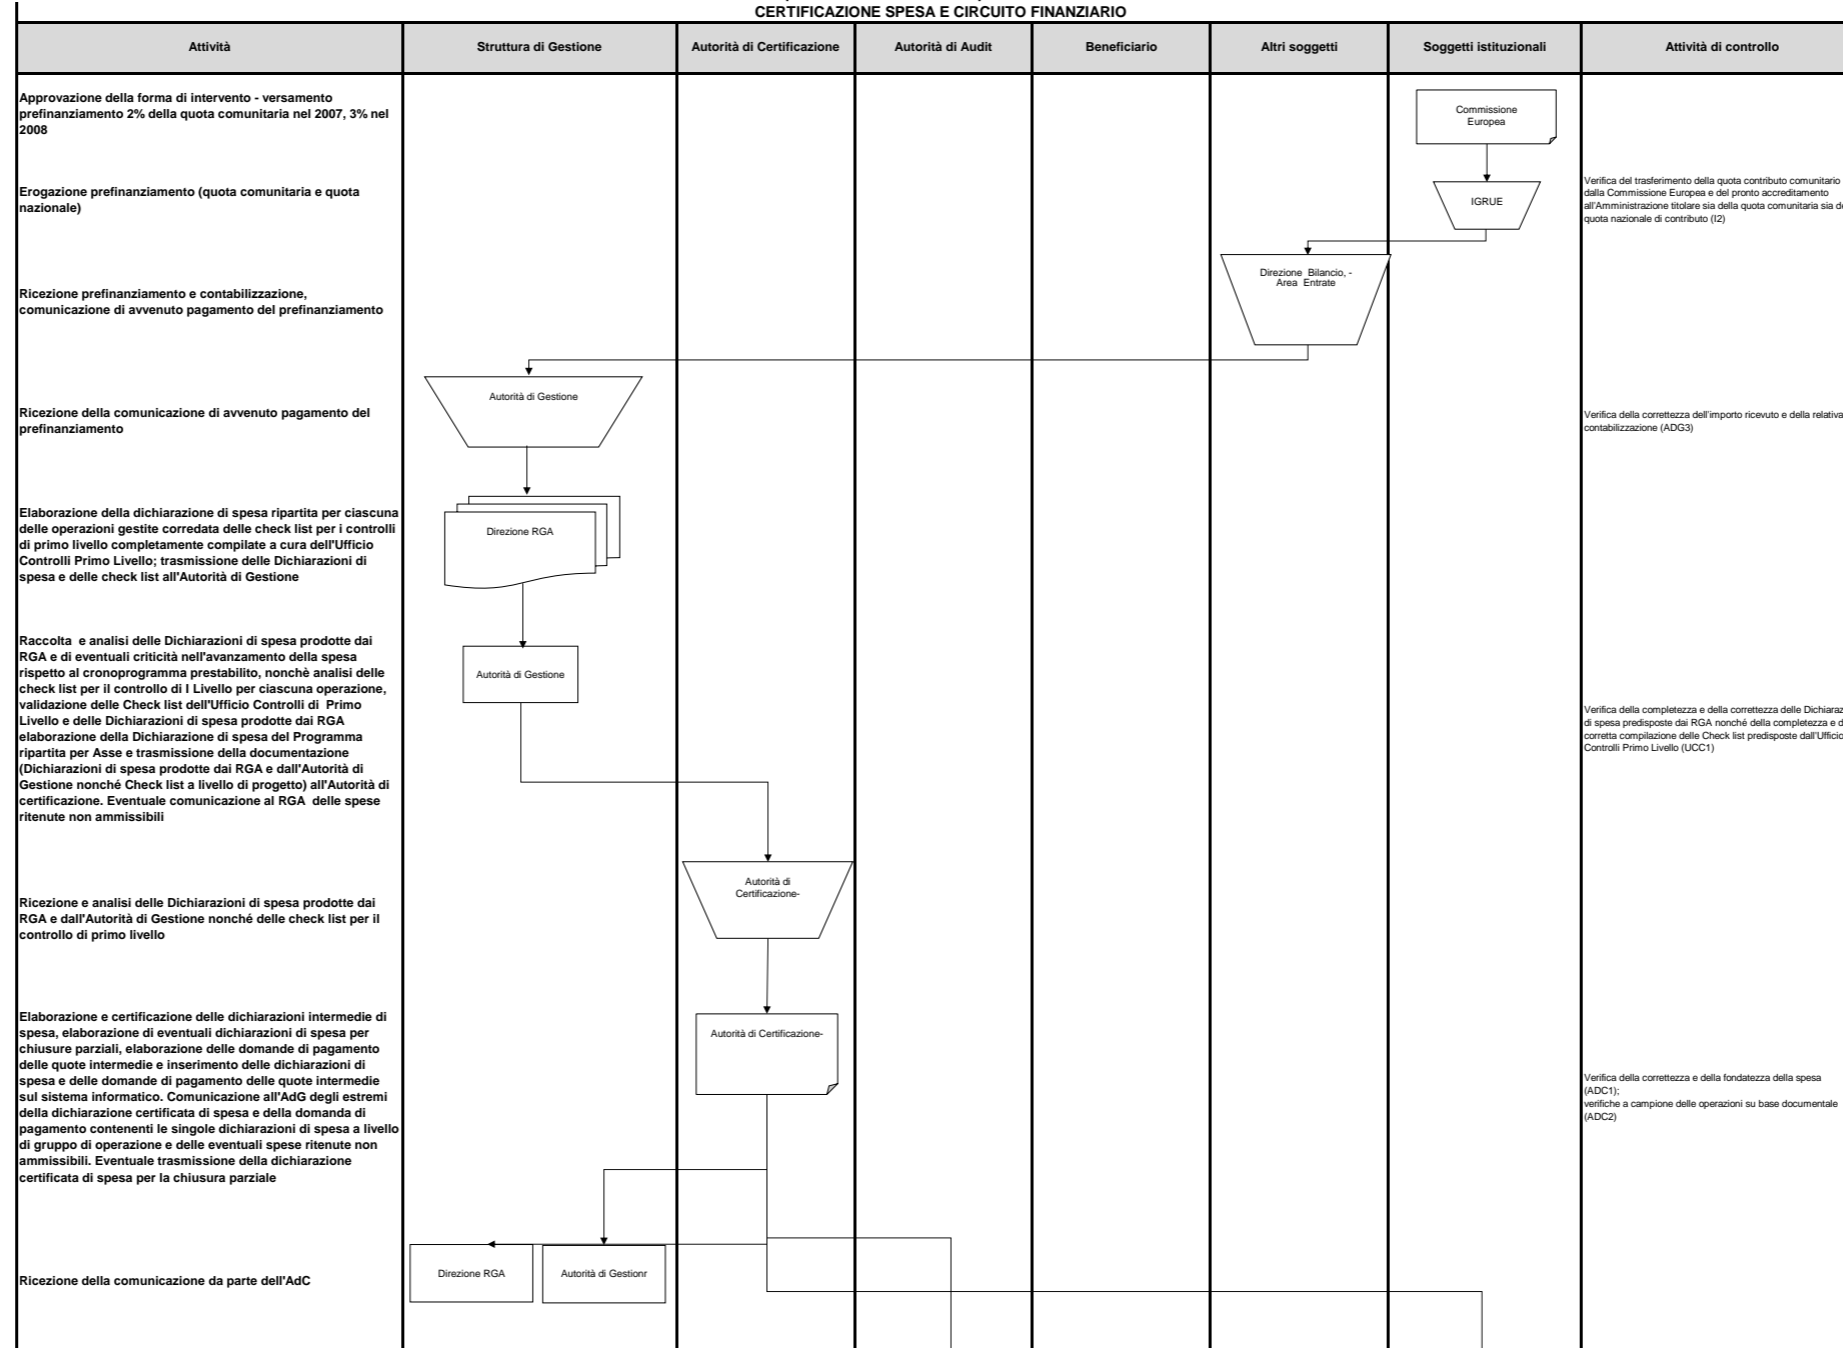 CERTIFICAZIONE SPESA E CIRCUITO FINANZIARIO
Attività
Struttura di Gestione
Autorità di Certificazione
Autorità di Audit
Beneficiario
Altri soggetti
Soggetti istituzionali
Attività di controllo
Approvazione della forma di intervento - versamento
prefinanziamento 2% della quota comunitaria nel 2007, 3% nel
2008
Commissione
Europea
Erogazione prefinanziamento (quota comunitaria e quota
nazionale)
IGRUE
Verifica del trasferimento della quota contributo comunitario
dalla Commissione Europea e del pronto accreditamento
all'Amministrazione titolare sia della quota comunitaria sia de
quota nazionale di contributo (I2)
Ricezione prefinanziamento e contabilizzazione,
comunicazione di avvenuto pagamento del prefinanziamento
Direzione Bilancio, -
Area Entrate
Ricezione della comunicazione di avvenuto pagamento del
prefinanziamento
Autorità di Gestione
Verifica della correttezza dell'importo ricevuto e della relativa
contabilizzazione (ADG3)
Elaborazione della dichiarazione di spesa ripartita per ciascuna
delle operazioni gestite corredata delle check list per i controlli
di primo livello completamente compilate a cura dell'Ufficio
Controlli Primo Livello; trasmissione delle Dichiarazioni di
spesa e delle check list all'Autorità di Gestione
Direzione RGA
Raccolta e analisi delle Dichiarazioni di spesa prodotte dai
RGA e di eventuali criticità nell'avanzamento della spesa
rispetto al cronoprogramma prestabilito, nonchè analisi delle
check list per il controllo di I Livello per ciascuna operazione,
validazione delle Check list dell'Ufficio Controlli di Primo
Livello e delle Dichiarazioni di spesa prodotte dai RGA
elaborazione della Dichiarazione di spesa del Programma
ripartita per Asse e trasmissione della documentazione
(Dichiarazioni di spesa prodotte dai RGA e dall'Autorità di
Gestione nonché Check list a livello di progetto) all'Autorità di
certificazione. Eventuale comunicazione al RGA delle spese
ritenute non ammissibili
Autorità di Gestione
Verifica della completezza e della correttezza delle Dichiaraz
di spesa predisposte dai RGA nonché della completezza e d
corretta compilazione delle Check list predisposte dall'Ufficio
Controlli Primo Livello (UCC1)
Ricezione e analisi delle Dichiarazioni di spesa prodotte dai
RGA e dall'Autorità di Gestione nonché delle check list per il
controllo di primo livello
Autorità di
Certificazione-
Elaborazione e certificazione delle dichiarazioni intermedie di
spesa, elaborazione di eventuali dichiarazioni di spesa per
chiusure parziali, elaborazione delle domande di pagamento
delle quote intermedie e inserimento delle dichiarazioni di
spesa e delle domande di pagamento delle quote intermedie
sul sistema informatico. Comunicazione all'AdG degli estremi
della dichiarazione certificata di spesa e della domanda di
pagamento contenenti le singole dichiarazioni di spesa a livello
di gruppo di operazione e delle eventuali spese ritenute non
ammissibili. Eventuale trasmissione della dichiarazione
certificata di spesa per la chiusura parziale
Autorità di Certificazione-
Verifica della correttezza e della fondatezza della spesa
(ADC1);
verifiche a campione delle operazioni su base documentale
(ADC2)
Ricezione della comunicazione da parte dell'AdC
Direzione RGA
Autorità di Gestionr